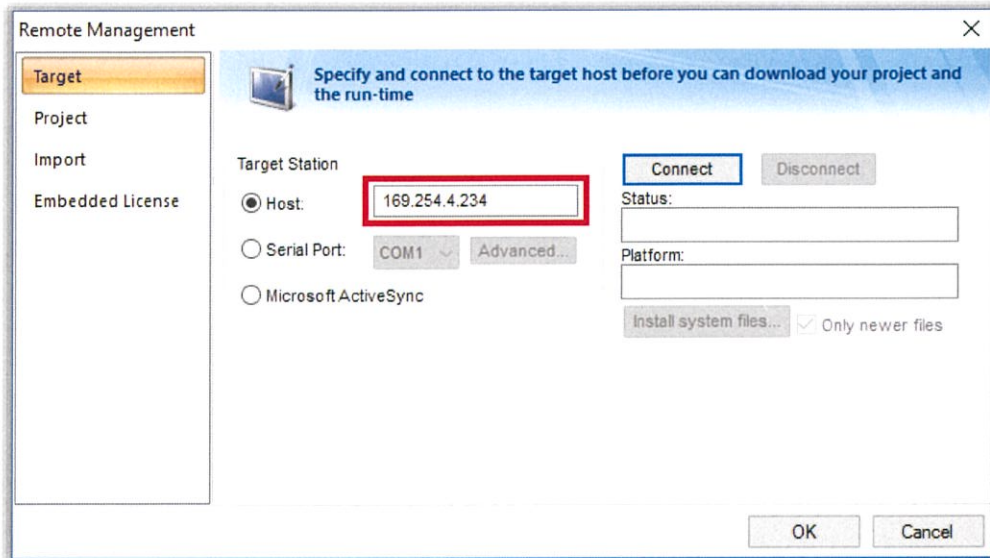 Remote Management
Target
Project
Import
Embedded License
Specify and connect to the target host before you can download your project and
the run-time
Target Station
Host:
169.254.4.234
Serial Port:
COM1
Advanced...
Microsoft ActiveSync
Connect
Disconnect
Status:
Platform:
Install system files...
Only newer files
OK
Cancel